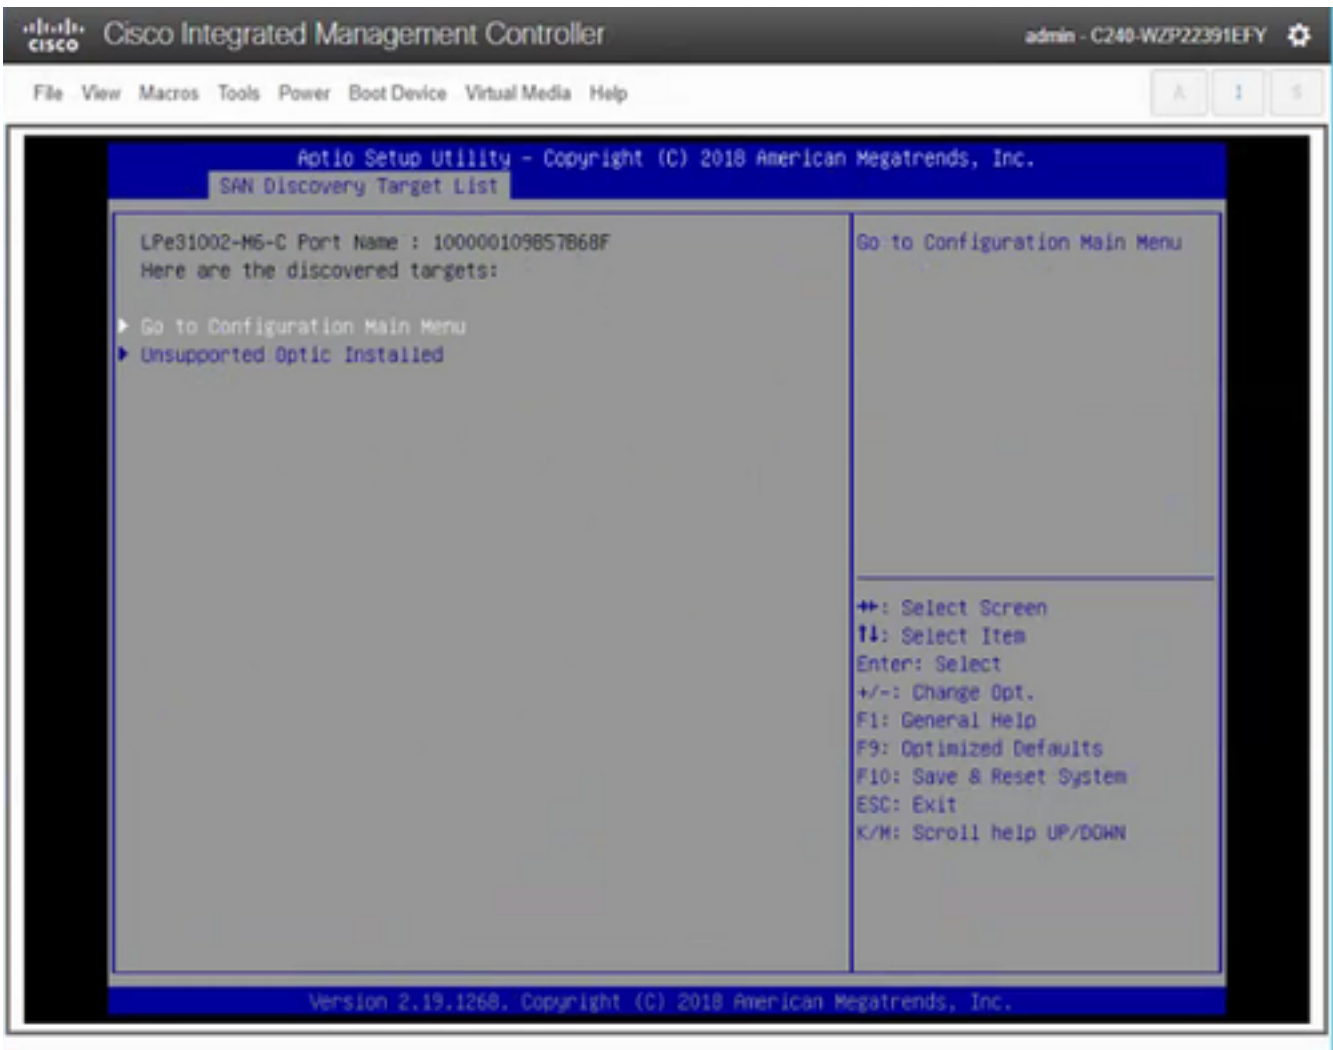 CISCO Cisco Integrated Management Controller admin - C240-WZP22391EFY
File View Macros Tools Power Boot Device Virtual Media Help A 1 S
Aptio Setup Utility - Copyright (C) 2018 American Megatrends, Inc.
SAN Discovery Target List
LPe31002-M6-C Port Name : 100000109B57B68F
Here are the discovered targets:
Go to Configuration Main Menu
Unsupported Optic Installed
Go to Configuration Main Menu
→←: Select Screen
↑↓: Select Item
Enter: Select
+/-: Change Opt.
F1: General Help
F9: Optimized Defaults
F10: Save & Reset System
ESC: Exit
K/M: Scroll help UP/DOWN
Version 2.19.1268. Copyright (C) 2018 American Megatrends, Inc.